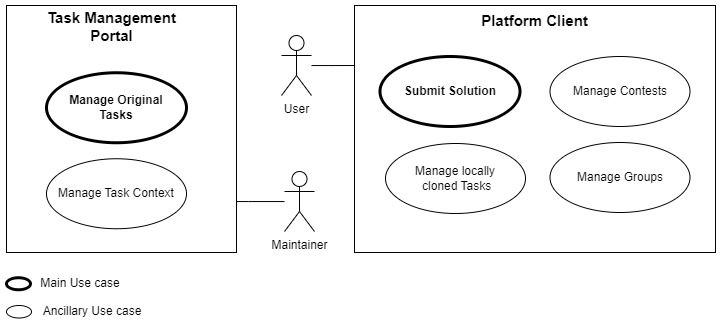 Task Management
Portal
Manage Original
Tasks
Manage Task Context
User
Maintainer
Platform Client
Submit Solution
Manage Contests
Manage locally
cloned Tasks
Manage Groups
Main Use case
Ancillary Use case